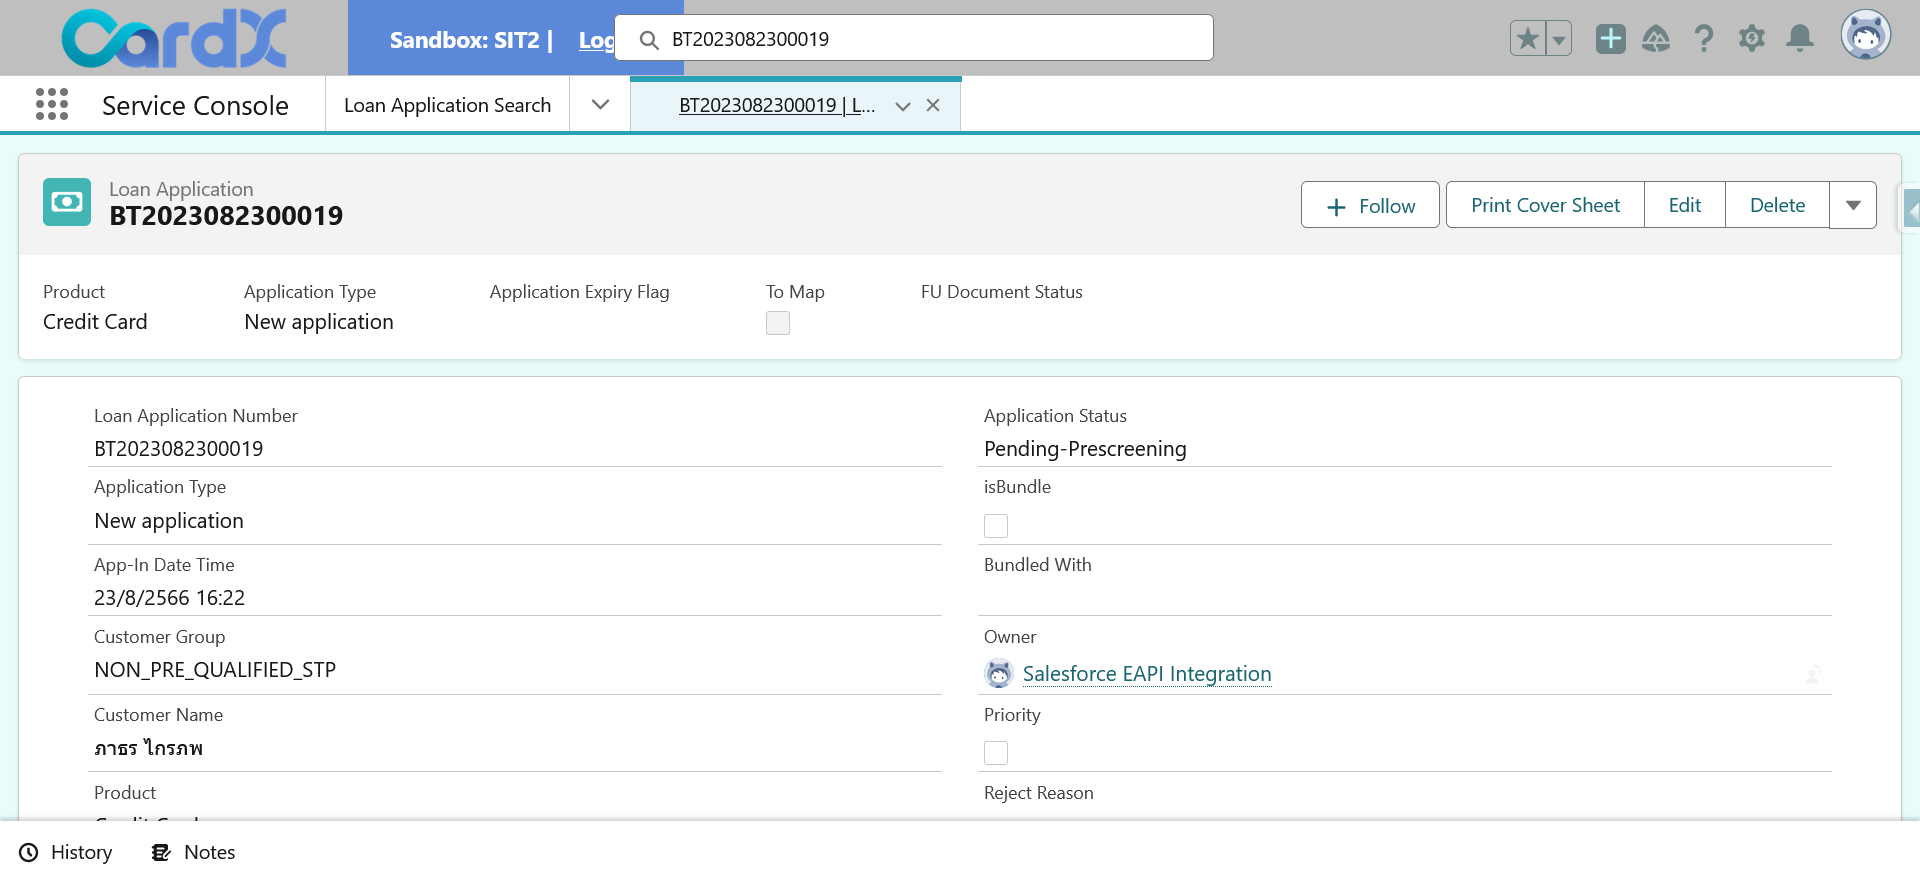 CardX
Sandbox: SIT2 | Log
BT2023082300019
Service Console
Loan Application Search
BT2023082300019 | L...
Loan Application
BT2023082300019
Follow
Print Cover Sheet
Edit
Delete
Product
Application Type
Application Expiry Flag
To Map
FU Document Status
Credit Card
New application
Loan Application Number
BT2023082300019
Application Status
Pending-Prescreening
Application Type
New application
isBundle
App-In Date Time
23/8/2566 16:22
Bundled With
Customer Group
NON_PRE_QUALIFIED_STP
Owner
Salesforce EAPI Integration
Customer Name
ภาธร ไกรภพ
Priority
Product
Reject Reason
History
Notes